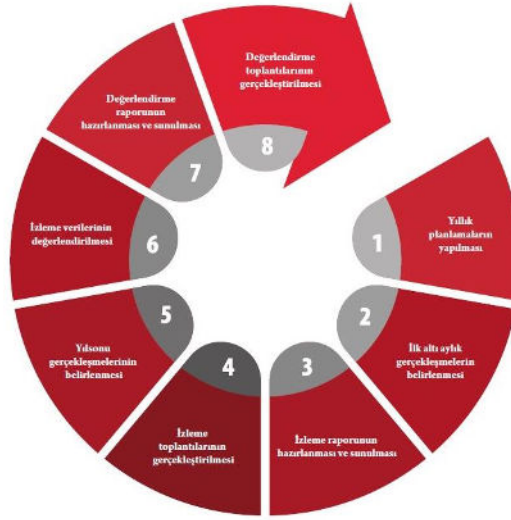 1
Yıllık
planlamaların
yapılması
2
İlk altı aylık
gerçekleşmelerin
belirlenmesi
3
İzleme raporunun
hazırlanması ve sunulması
4
İzleme
toplantılarının
gerçekleştirilmesi
5
Yılsonu
gerçekleşmelerinin
belirlenmesi
6
İzleme verilerinin
değerlendirilmesi
7
Değerlendirme
raporunun
hazırlanması ve sunulması
8
Değerlendirme
toplantılarının
gerçekleştirilmesi